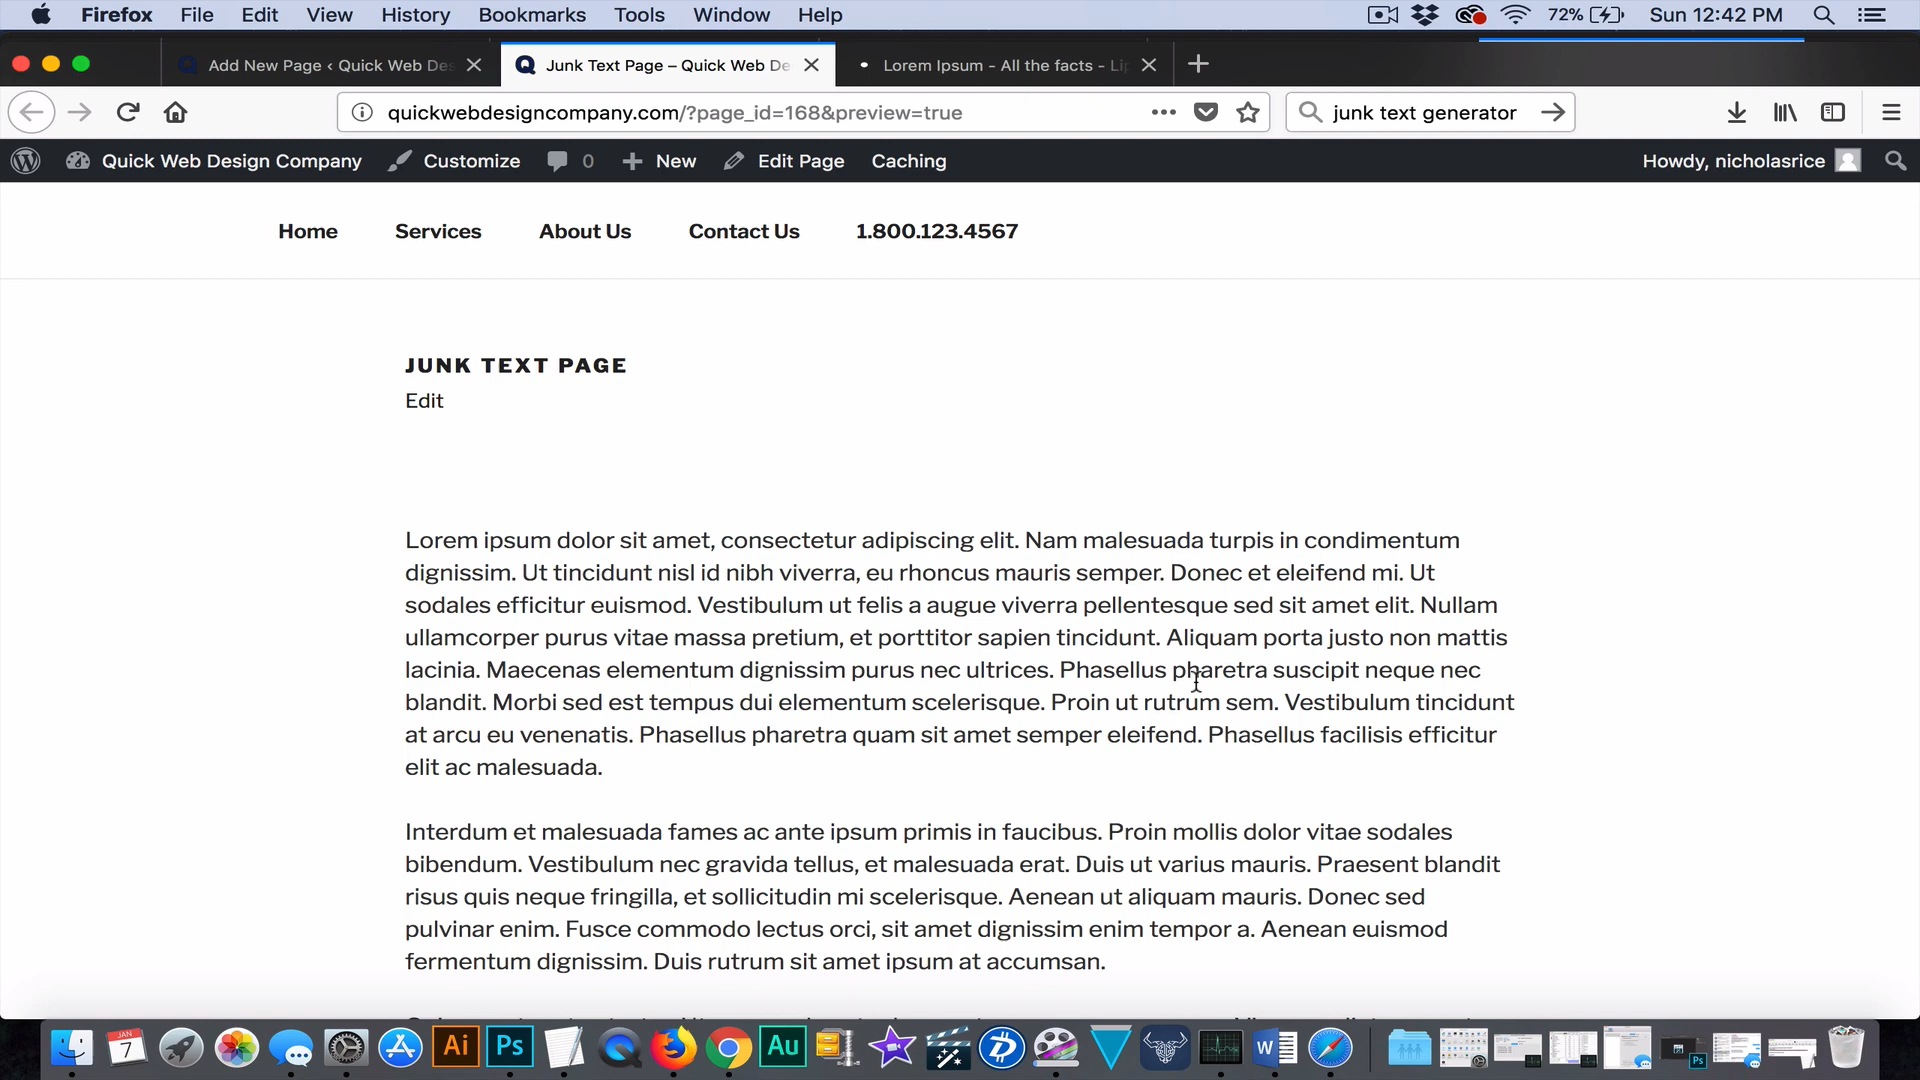 Firefox File Edit View History Bookmarks Tools Window Help 72% Sun 12:42 PM
Add New Page ‹ Quick Web Des Junk Text Page – Quick Web De Lorem Ipsum - All the facts - Lip
quickwebdesigncompany.com/?page_id=168&preview=true junk text generator
Quick Web Design Company Customize 0 New Edit Page Caching Howdy, nicholasrice
Home Services About Us Contact Us 1.800.123.4567
JUNK TEXT PAGE
Edit
Lorem ipsum dolor sit amet, consectetur adipiscing elit. Nam malesuada turpis in condimentum
dignissim. Ut tincidunt nisl id nibh viverra, eu rhoncus mauris semper. Donec et eleifend mi. Ut
sodales efficitur euismod. Vestibulum ut felis a augue viverra pellentesque sed sit amet elit. Nullam
ullamcorper purus vitae massa pretium, et porttitor sapien tincidunt. Aliquam porta justo non mattis
lacinia. Maecenas elementum dignissim purus nec ultrices. Phasellus pharetra suscipit neque nec
blandit. Morbi sed est tempus dui elementum scelerisque. Proin ut rutrum sem. Vestibulum tincidunt
at arcu eu venenatis. Phasellus pharetra quam sit amet semper eleifend. Phasellus facilisis efficitur
elit ac malesuada.
Interdum et malesuada fames ac ante ipsum primis in faucibus. Proin mollis dolor vitae sodales
bibendum. Vestibulum nec gravida tellus, et malesuada erat. Duis ut varius mauris. Praesent blandit
risus quis neque fringilla, et sollicitudin mi scelerisque. Aenean ut aliquam mauris. Donec sed
pulvinar enim. Fusce commodo lectus orci, sit amet dignissim enim tempor a. Aenean euismod
fermentum dignissim. Duis rutrum sit amet ipsum at accumsan.
JAN
7 Ai Ps Au W Ps